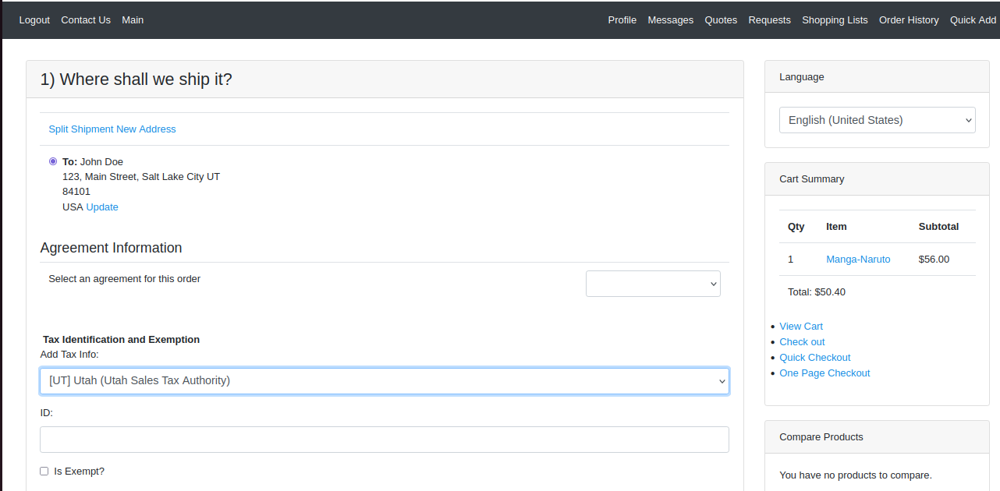 Logout Contact Us Main Profile Messages Quotes Requests Shopping Lists Order History Quick Add
1) Where shall we ship it?
Split Shipment New Address
To: John Doe
123, Main Street, Salt Lake City UT
84101
USA Update
Agreement Information
Select an agreement for this order
Tax Identification and Exemption
Add Tax Info:
[UT] Utah (Utah Sales Tax Authority)
ID:
Is Exempt?
Language
English (United States)
Cart Summary
Qty Item Subtotal
1 Manga-Naruto $56.00
Total: $50.40
View Cart
Check out
Quick Checkout
One Page Checkout
Compare Products
You have no products to compare.